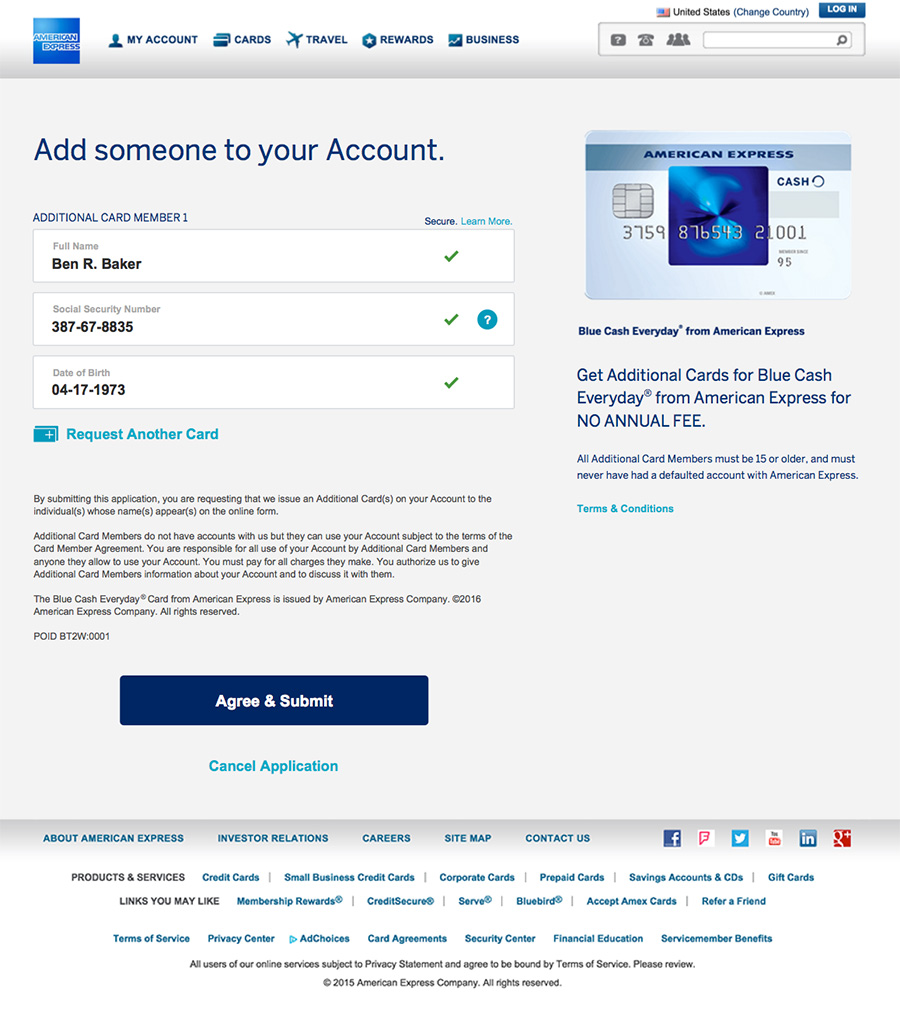 United States (Change Country)
LOG IN
AMERICAN EXPRESS
MY ACCOUNT
CARDS
TRAVEL
REWARDS
BUSINESS
Add someone to your Account.
ADDITIONAL CARD MEMBER 1
Secure. Learn More.
Full Name
Ben R. Baker
Social Security Number
387-67-8835
?
Date of Birth
04-17-1973
Request Another Card
By submitting this application, you are requesting that we issue an Additional Card(s) on your Account to the
individual(s) whose name(s) appear(s) on the online form.
Additional Card Members do not have accounts with us but they can use your Account subject to the terms of the
Card Member Agreement. You are responsible for all use of your Account by Additional Card Members and
anyone they allow to use your Account. You must pay for all charges they make. You authorize us to give
Additional Card Members information about your Account and to discuss it with them.
The Blue Cash Everyday® Card from American Express is issued by American Express Company. ©2016
American Express Company. All rights reserved.
POID BT2W:0001
Agree & Submit
Cancel Application
AMERICAN EXPRESS
CASH
3759 876543 21001
MEMBER SINCE
95
© AMEX
Blue Cash Everyday® from American Express
Get Additional Cards for Blue Cash
Everyday® from American Express for
NO ANNUAL FEE.
All Additional Card Members must be 15 or older, and must
never have had a defaulted account with American Express.
Terms & Conditions
ABOUT AMERICAN EXPRESS
INVESTOR RELATIONS
CAREERS
SITE MAP
CONTACT US
PRODUCTS & SERVICES Credit Cards | Small Business Credit Cards | Corporate Cards | Prepaid Cards | Savings Accounts & CDs | Gift Cards
LINKS YOU MAY LIKE Membership Rewards® | CreditSecure® | Serve® | Bluebird® | Accept Amex Cards | Refer a Friend
Terms of Service Privacy Center AdChoices Card Agreements Security Center Financial Education Servicemember Benefits
All users of our online services subject to Privacy Statement and agree to be bound by Terms of Service. Please review.
© 2015 American Express Company. All rights reserved.